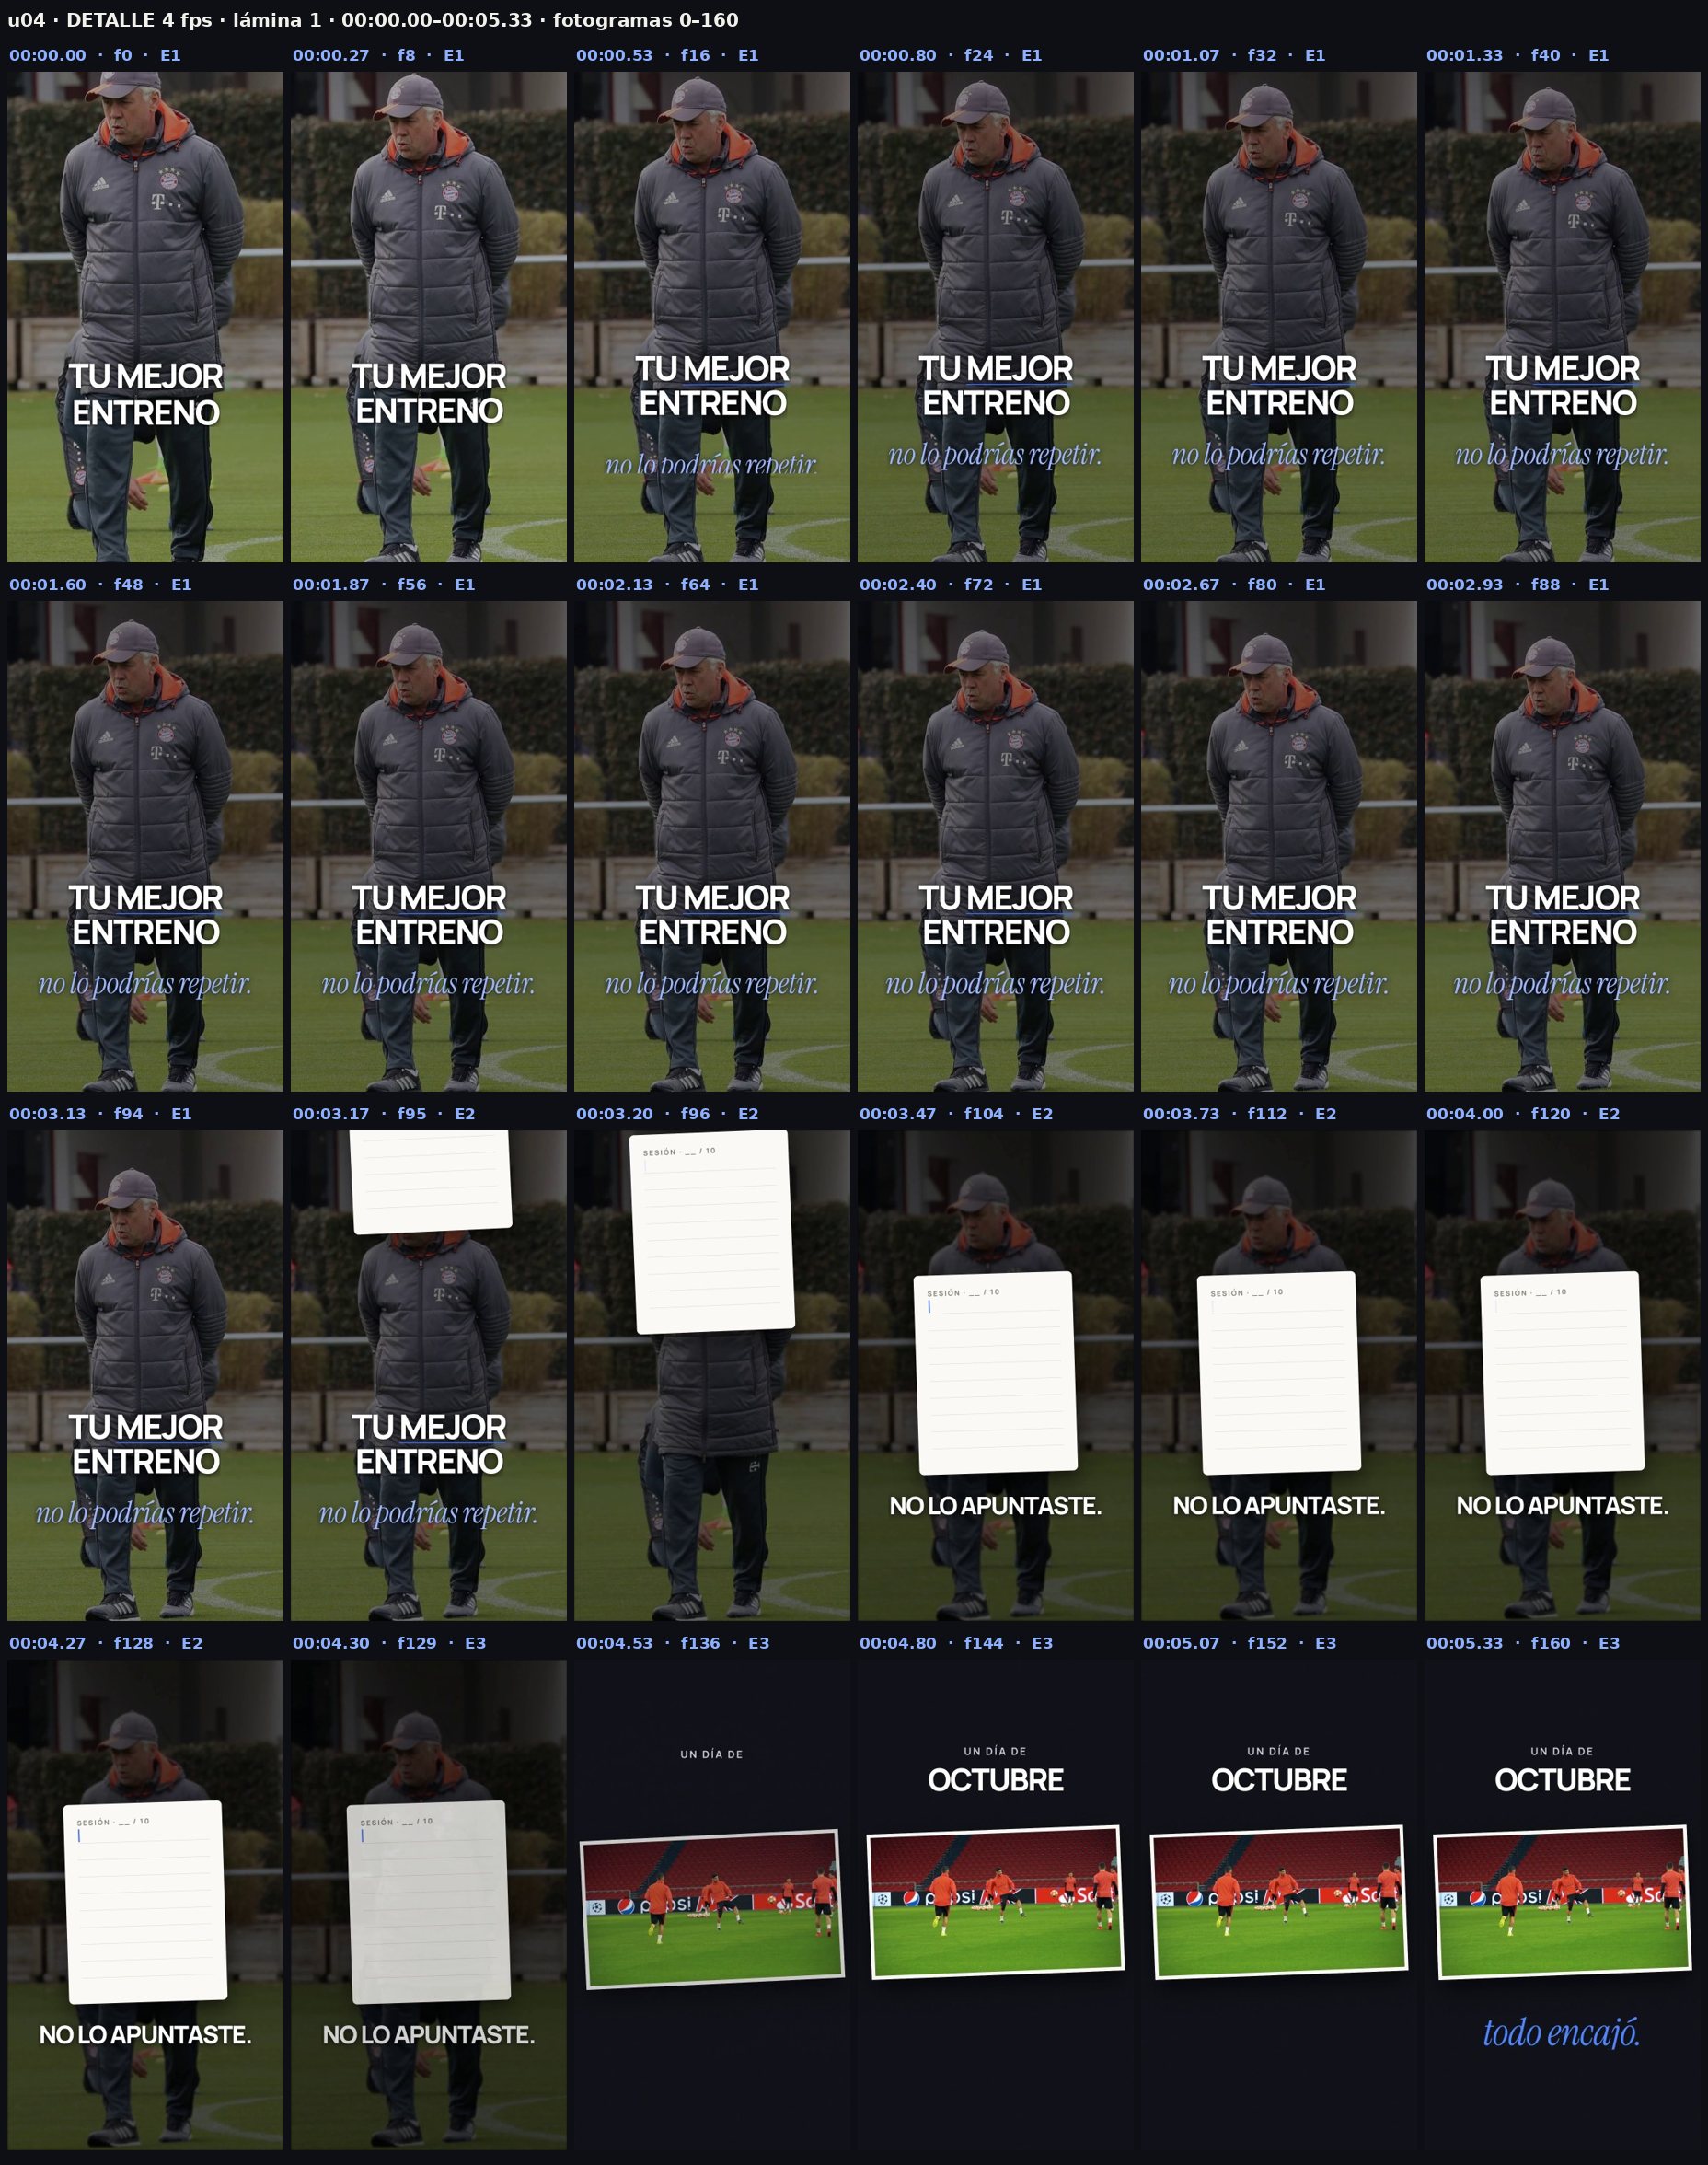 u04 · DETALLE 4 fps · lámina 1 · 00:00.00–00:05.33 · fotogramas 0–160
00:00.00 · f0 · E1
00:00.27 · f8 · E1
00:00.53 · f16 · E1
00:00.80 · f24 · E1
00:01.07 · f32 · E1
00:01.33 · f40 · E1
TU MEJOR
ENTRENO
TU MEJOR
ENTRENO
TU MEJOR
ENTRENO
no lo podrías repetir.
TU MEJOR
ENTRENO
no lo podrías repetir.
TU MEJOR
ENTRENO
no lo podrías repetir.
TU MEJOR
ENTRENO
no lo podrías repetir.
00:01.60 · f48 · E1
00:01.87 · f56 · E1
00:02.13 · f64 · E1
00:02.40 · f72 · E1
00:02.67 · f80 · E1
00:02.93 · f88 · E1
TU MEJOR
ENTRENO
no lo podrías repetir.
TU MEJOR
ENTRENO
no lo podrías repetir.
TU MEJOR
ENTRENO
no lo podrías repetir.
TU MEJOR
ENTRENO
no lo podrías repetir.
TU MEJOR
ENTRENO
no lo podrías repetir.
TU MEJOR
ENTRENO
no lo podrías repetir.
00:03.13 · f94 · E1
00:03.17 · f95 · E2
00:03.20 · f96 · E2
00:03.47 · f104 · E2
00:03.73 · f112 · E2
00:04.00 · f120 · E2
TU MEJOR
ENTRENO
no lo podrías repetir.
TU MEJOR
ENTRENO
no lo podrías repetir.
SESIÓN · __ / 10
SESIÓN · __ / 10
NO LO APUNTASTE.
SESIÓN · __ / 10
NO LO APUNTASTE.
SESIÓN · __ / 10
NO LO APUNTASTE.
00:04.27 · f128 · E2
00:04.30 · f129 · E3
00:04.53 · f136 · E3
00:04.80 · f144 · E3
00:05.07 · f152 · E3
00:05.33 · f160 · E3
SESIÓN · __ / 10
NO LO APUNTASTE.
SESIÓN · __ / 10
NO LO APUNTASTE.
UN DÍA DE
UN DÍA DE
OCTUBRE
UN DÍA DE
OCTUBRE
UN DÍA DE
OCTUBRE
todo encajó.